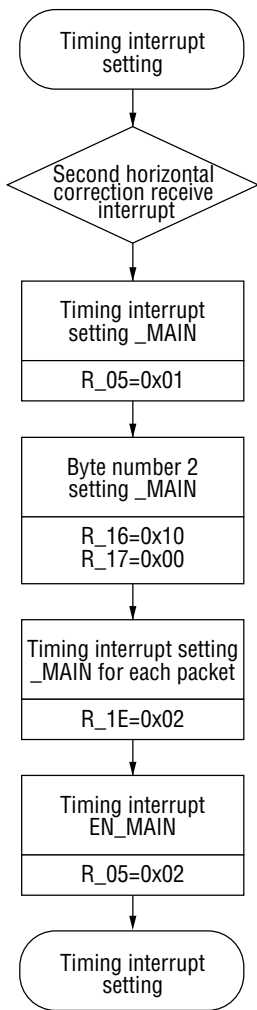 Timing interrupt
setting
Second horizontal
correction receive
interrupt
Timing interrupt
setting _MAIN
R_05=0x01
Byte number 2
setting _MAIN
R_16=0x10
R_17=0x00
Timing interrupt setting
_MAIN for each packet
R_1E=0x02
Timing interrupt
EN_MAIN
R_05=0x02
Timing interrupt
setting